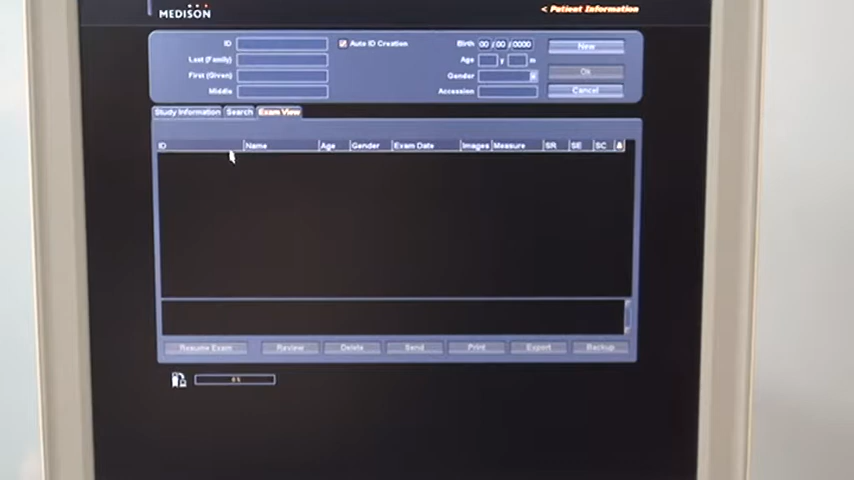 MEDISON
< Patient Information
ID Auto ID Creation Birth 00 / 00 / 0000 New
Last (Family) Age y m
First (Given) Gender Ok
Middle Accession Cancel
Study Information Search Exam View
ID Name Age Gender Exam Date Images Measure SR SE SC
Resume Exam Review Delete Send Print Export Backup